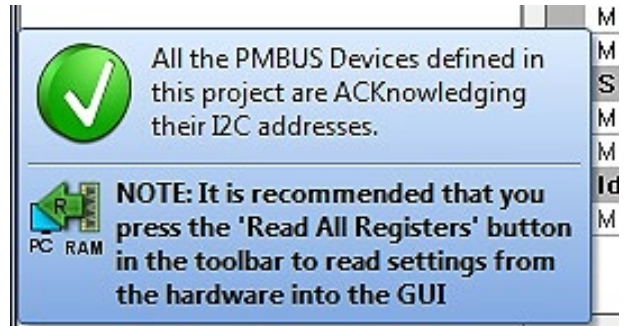 All the PMBUS Devices defined in
this project are ACKnowledging
their I2C addresses.
NOTE: It is recommended that you
press the 'Read All Registers' button
in the toolbar to read settings from
the hardware into the GUI
R
PC RAM
M
M
S
M
M
Id
M